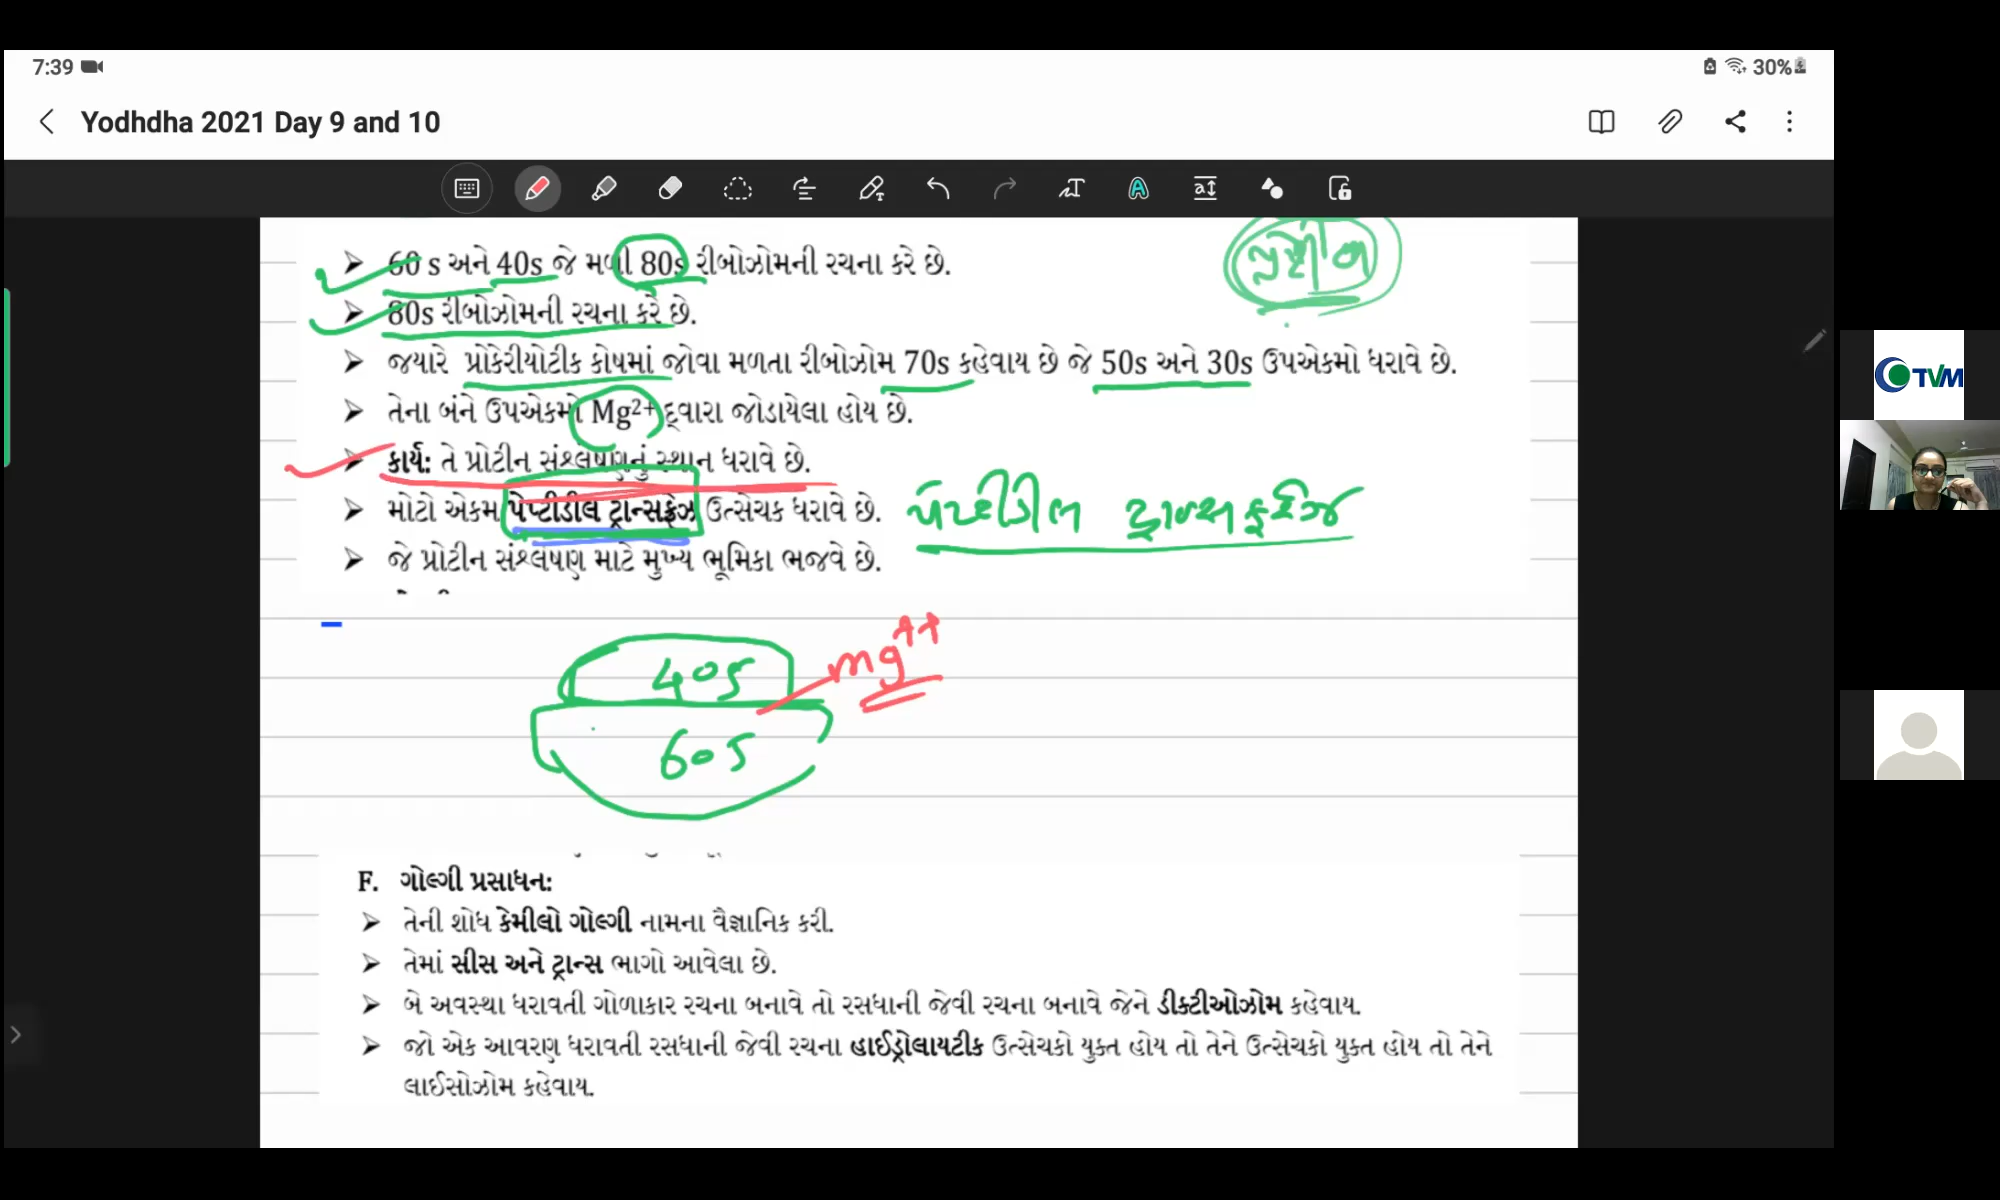 7:39
30%
Yodhdha 2021 Day 9 and 10
➤ 60 s અને 40s જે મળી 80s રીબોઝોમની રચના કરે છે.
પ્રોટીન
➤ 80s રીબોઝોમની રચના કરે છે.
➤ જયારે પ્રોકેરીયોટીક કોષમાં જોવા મળતા રીબોઝોમ 70s કહેવાય છે જે 50s અને 30s ઉપએકમો ધરાવે છે.
➤ તેના બંને ઉપએકમો Mg²⁺ દ્વારા જોડાયેલા હોય છે.
➤ કાર્ય: તે પ્રોટીન સંશ્લેષણનું સ્થાન ધરાવે છે.
➤ મોટો એકમ પેપ્ટીડીલ ટ્રાન્સફેઝ ઉત્સેચક ધરાવે છે.
➤ જે પ્રોટીન સંશ્લેષણ માટે મુખ્ય ભૂમિકા ભજવે છે.
mg++
40s
60s
F. ગોલ્ગી પ્રસાધન:
➤ તેની શોધ કેમીલો ગોલ્ગી નામના વૈજ્ઞાનિક કરી.
➤ તેમાં સીસ અને ટ્રાન્સ ભાગો આવેલા છે.
➤ બે અવસ્થા ધરાવતી ગોળાકાર રચના બનાવે તો રસધાની જેવી રચના બનાવે જેને ડીક્ટીઓઝોમ કહેવાય.
➤ જો એક આવરણ ધરાવતી રસધાની જેવી રચના હાઈડ્રોલાયટીક ઉત્સેચકો યુક્ત હોય તો તેને ઉત્સેચકો યુક્ત હોય તો તેને
લાઈસોઝોમ કહેવાય.
TVM